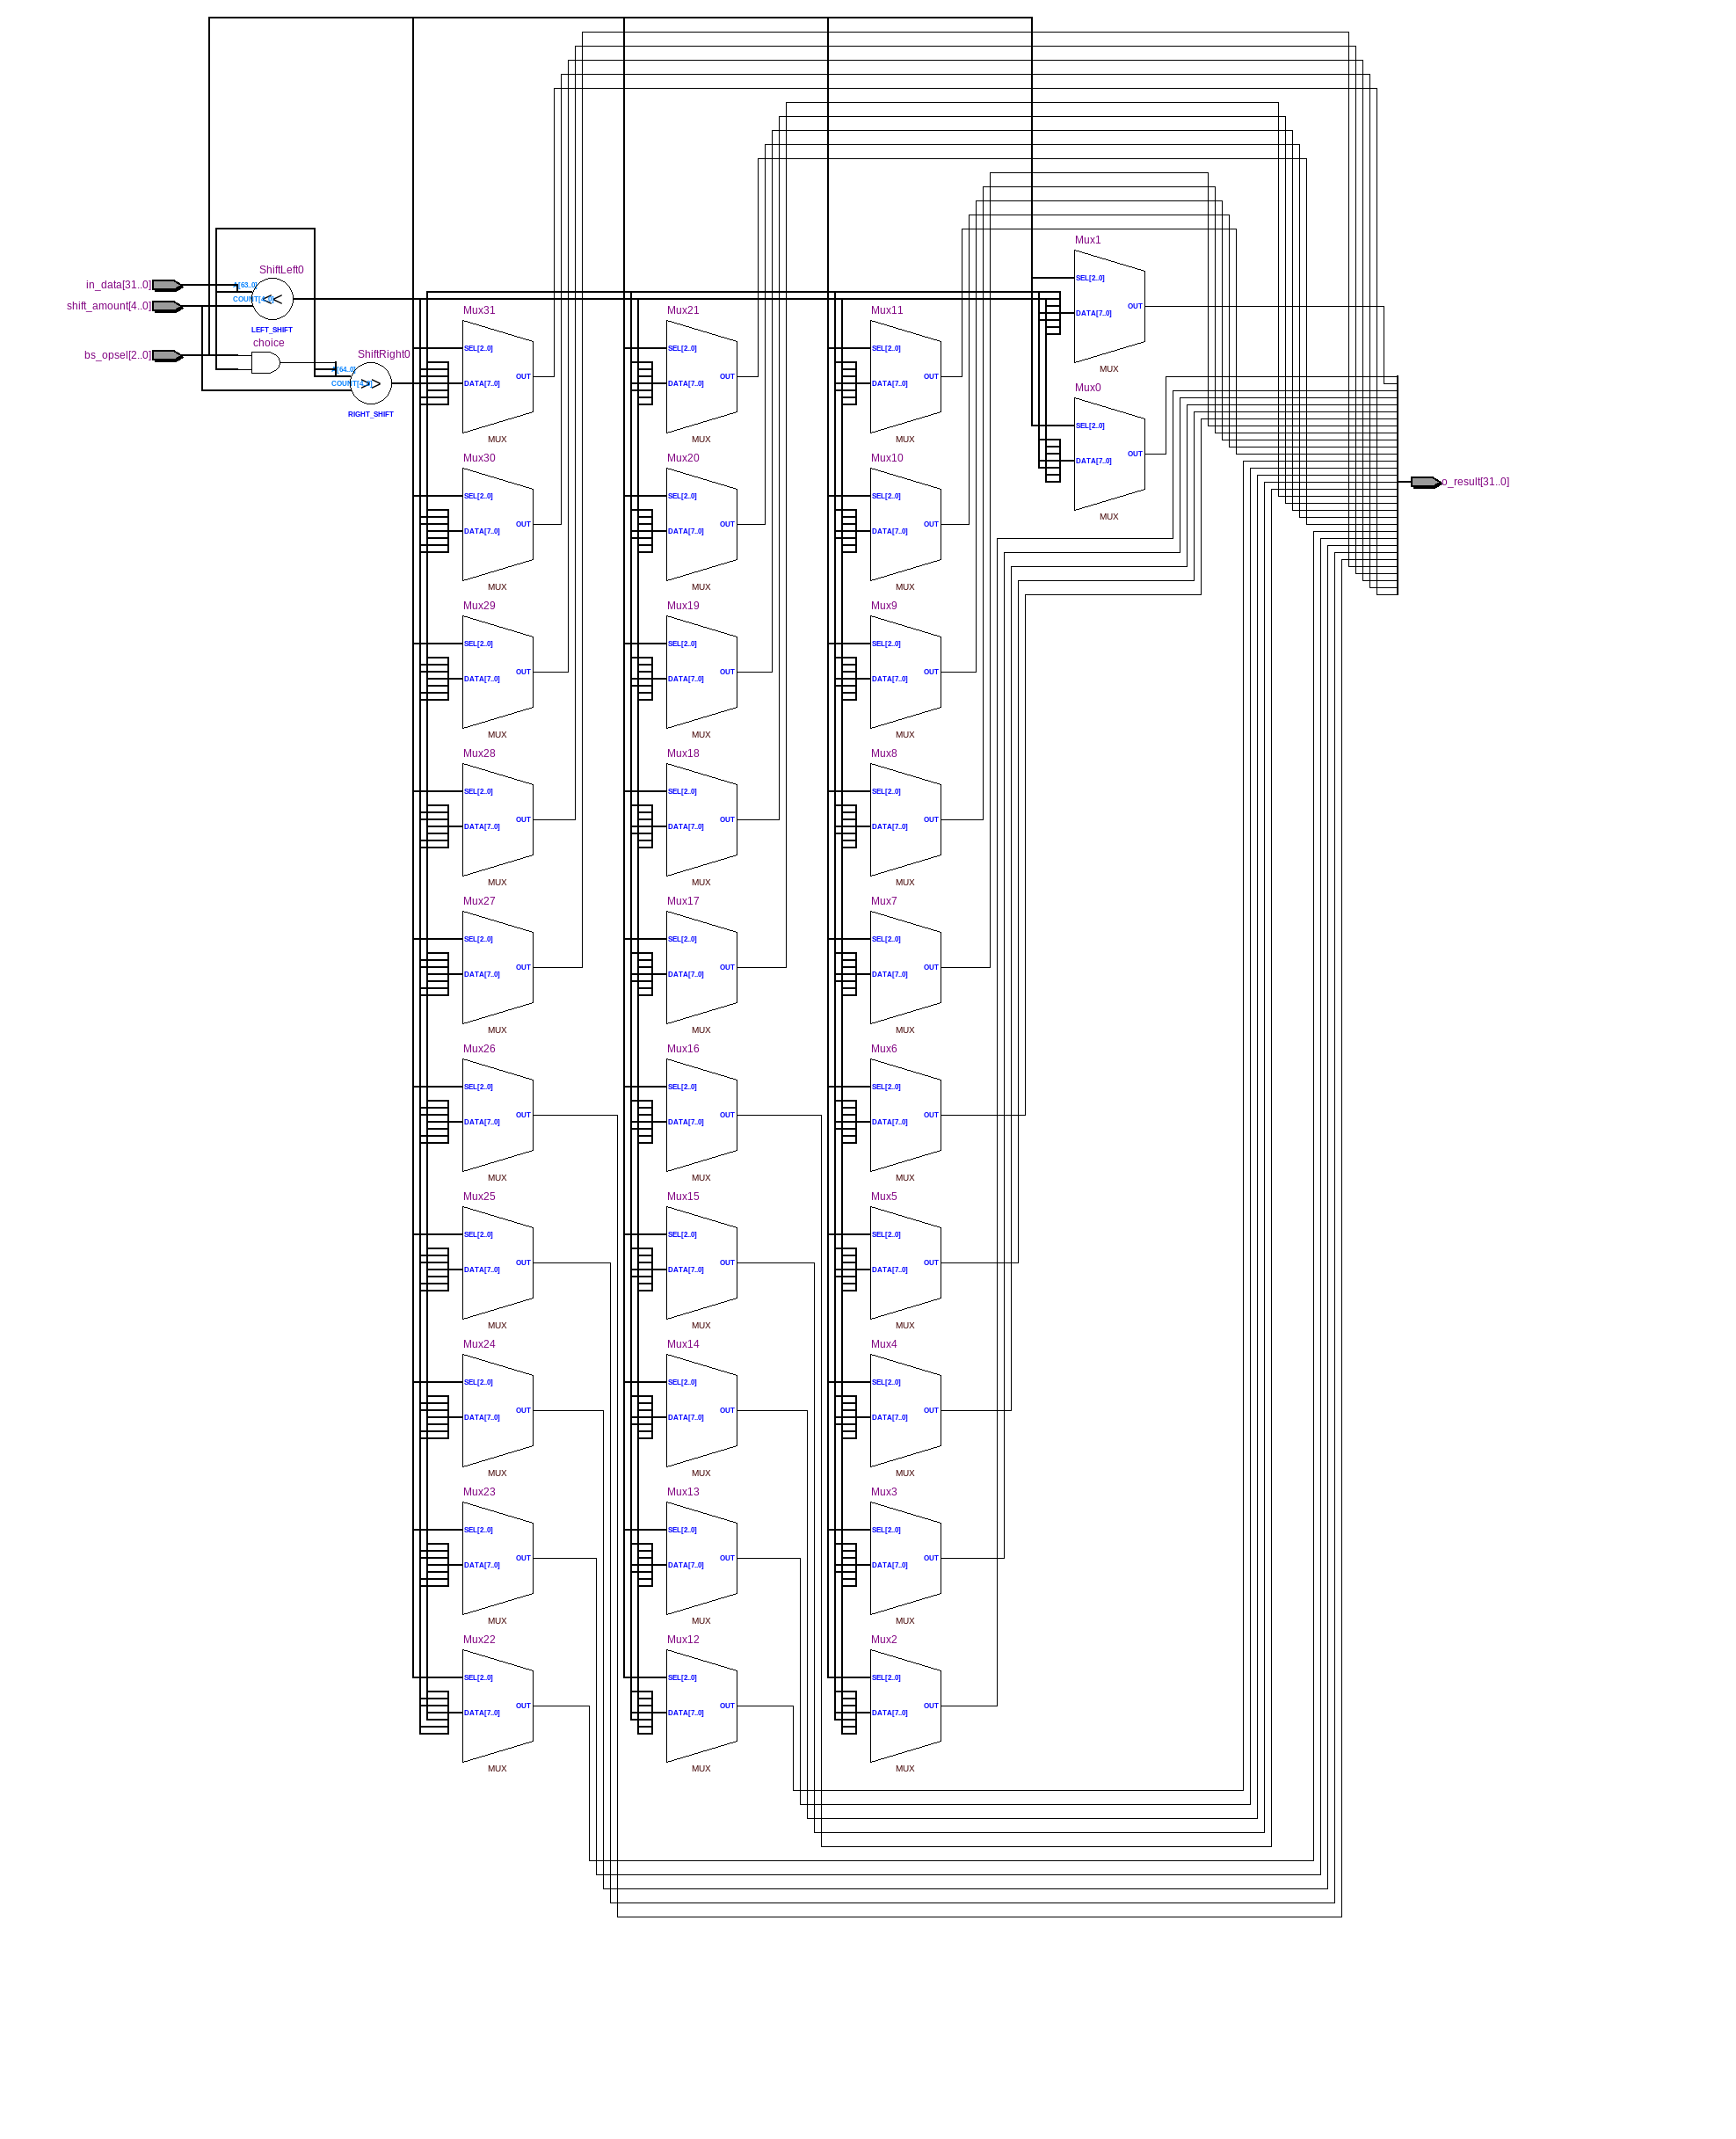 Mux1
SEL[2..0]
DATA[7..0]
OUT
MUX
ShiftLeft0
in_data[31..0]
shift_amount[4..0]
LEFT_SHIFT
<<
bs_opsel[2..0]
choice
ShiftRight0
>>
RIGHT_SHIFT
Mux31
SEL[2..0]
DATA[7..0]
OUT
MUX
Mux21
SEL[2..0]
DATA[7..0]
OUT
MUX
Mux11
SEL[2..0]
DATA[7..0]
OUT
MUX
Mux0
SEL[2..0]
DATA[7..0]
OUT
MUX
o_result[31..0]
Mux30
SEL[2..0]
DATA[7..0]
OUT
MUX
Mux20
SEL[2..0]
DATA[7..0]
OUT
MUX
Mux10
SEL[2..0]
DATA[7..0]
OUT
MUX
Mux29
SEL[2..0]
DATA[7..0]
OUT
MUX
Mux19
SEL[2..0]
DATA[7..0]
OUT
MUX
Mux9
SEL[2..0]
DATA[7..0]
OUT
MUX
Mux28
SEL[2..0]
DATA[7..0]
OUT
MUX
Mux18
SEL[2..0]
DATA[7..0]
OUT
MUX
Mux8
SEL[2..0]
DATA[7..0]
OUT
MUX
Mux27
SEL[2..0]
DATA[7..0]
OUT
MUX
Mux17
SEL[2..0]
DATA[7..0]
OUT
MUX
Mux7
SEL[2..0]
DATA[7..0]
OUT
MUX
Mux26
SEL[2..0]
DATA[7..0]
OUT
MUX
Mux16
SEL[2..0]
DATA[7..0]
OUT
MUX
Mux6
SEL[2..0]
DATA[7..0]
OUT
MUX
Mux25
SEL[2..0]
DATA[7..0]
OUT
MUX
Mux15
SEL[2..0]
DATA[7..0]
OUT
MUX
Mux5
SEL[2..0]
DATA[7..0]
OUT
MUX
Mux24
SEL[2..0]
DATA[7..0]
OUT
MUX
Mux14
SEL[2..0]
DATA[7..0]
OUT
MUX
Mux4
SEL[2..0]
DATA[7..0]
OUT
MUX
Mux23
SEL[2..0]
DATA[7..0]
OUT
MUX
Mux13
SEL[2..0]
DATA[7..0]
OUT
MUX
Mux3
SEL[2..0]
DATA[7..0]
OUT
MUX
Mux22
SEL[2..0]
DATA[7..0]
OUT
MUX
Mux12
SEL[2..0]
DATA[7..0]
OUT
MUX
Mux2
SEL[2..0]
DATA[7..0]
OUT
MUX